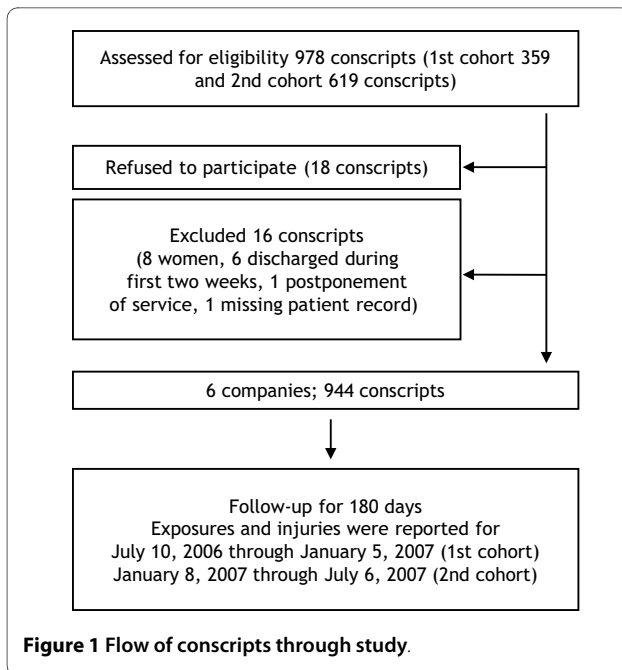 Assessed for eligibility 978 conscripts (1st cohort 359
and 2nd cohort 619 conscripts)
Refused to participate (18 conscripts)
Excluded 16 conscripts
(8 women, 6 discharged during
first two weeks, 1 postponement
of service, 1 missing patient record)
6 companies; 944 conscripts
Follow-up for 180 days
Exposures and injuries were reported for
July 10, 2006 through January 5, 2007 (1st cohort)
January 8, 2007 through July 6, 2007 (2nd cohort)
Figure 1 Flow of conscripts through study.